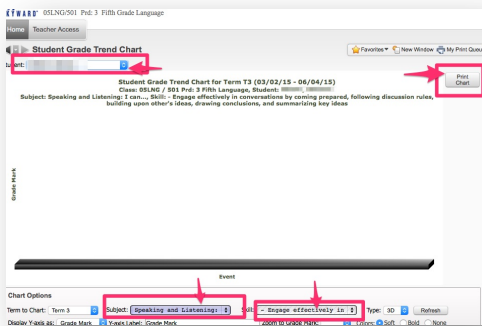 05LNG/501 Prd: 3 Fifth Grade Language
Home Teacher Access
Student Grade Trend Chart
Favorites New Window My Print Queu
Print
Chart
Student Grade Trend Chart for Term T3 (03/02/15 - 06/04/15)
Class: 05LNG / 501 Prd: 3 Fifth Language, Student:
Subject: Speaking and Listening: I can..., Skill: - Engage effectively in conversations by coming prepared, following discussion rules,
building upon other's ideas, drawing conclusions, and summarizing key ideas
Grade Mark
Event
Chart Options
Term to Chart: Term 3 Subject: Speaking and Listening: Skill: - Engage effectively in Type: 3D Refresh
Display Y-axis as: Grade Mark Y-axis Label: Grade Mark Zoom to Grade Mark: Colors: Soft Bold None